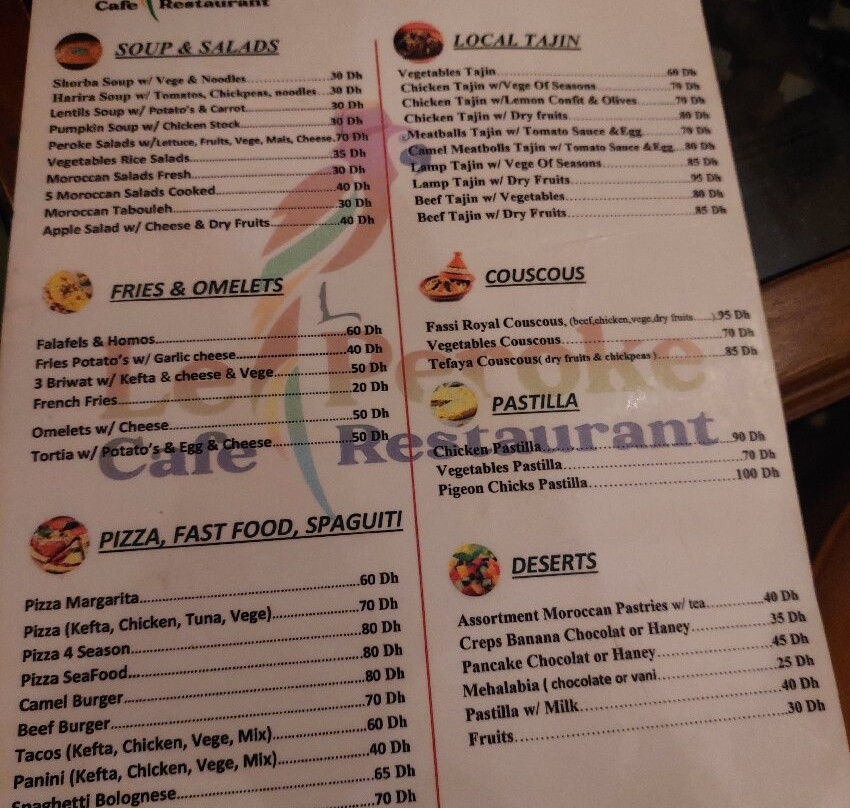 Cafe Restaurant
SOUP & SALADS
Shorba Soup w/ Vege & Noodles 30 Dh
Harira Soup w/ Tomatos, Chickpeas, noodles 30 Dh
Lentils Soup w/ Potato's & Carrot 30 Dh
Pumpkin Soup w/ Chicken Stock 30 Dh
Peroke Salads w/Lettuce, Fruits, Vege, Mais, Cheese. 70 Dh
Vegetables Rice Salads 35 Dh
Moroccan Salads Fresh 30 Dh
5 Moroccan Salads Cooked 40 Dh
Moroccan Tabouleh 30 Dh
Apple Salad w/ Cheese & Dry Fruits 40 Dh
FRIES & OMELETS
Falafels & Homos 60 Dh
Fries Potato's w/ Garlic cheese 40 Dh
3 Briwat w/ Kefta & cheese & Vege 50 Dh
French Fries 20 Dh
Omelets w/ Cheese 50 Dh
Tortia w/ Potato's & Egg & Cheese 50 Dh
PIZZA, FAST FOOD, SPAGUITI
Pizza Margarita 60 Dh
Pizza (Kefta, Chicken, Tuna, Vege) 70 Dh
Pizza 4 Season 80 Dh
Pizza SeaFood 80 Dh
Camel Burger 80 Dh
Beef Burger 70 Dh
Tacos (Kefta, Chicken, Vege, Mix) 60 Dh
Panini (Kefta, Chicken, Vege, Mix) 40 Dh
Spaghetti Bolognese 65 Dh
70 Dh
LOCAL TAJIN
Vegetables Tajin 60 Dh
Chicken Tajin w/Vege Of Seasons 70 Dh
Chicken Tajin w/Lemon Confit & Olives 70 Dh
Chicken Tajin w/ Dry fruits 80 Dh
Meatballs Tajin w/ Tomato Sauce &Egg 70 Dh
Camel Meatbolls Tajin w/ Tomato Sauce &Egg 80 Dh
Lamp Tajin w/ Vege Of Seasons 85 Dh
Lamp Tajin w/ Dry Fruits 95 Dh
Beef Tajin w/ Vegetables 80 Dh
Beef Tajin w/ Dry Fruits 85 Dh
COUSCOUS
Fassi Royal Couscous, (beef,chicken,vege,dry fruits......) 95 Dh
Vegetables Couscous 70 Dh
Tefaya Couscous( dry fruits & chickpeas ) 85 Dh
PASTILLA
Chicken Pastilla 90 Dh
Vegetables Pastilla 70 Dh
Pigeon Chicks Pastilla 100 Dh
DESERTS
Assortment Moroccan Pastries w/ tea 40 Dh
Creps Banana Chocolat or Haney 35 Dh
Pancake Chocolat or Haney 45 Dh
Mehalabia ( chocolate or vani 25 Dh
Pastilla w/ Milk 40 Dh
Fruits 30 Dh
Le Peroke
Cafe Restaurant